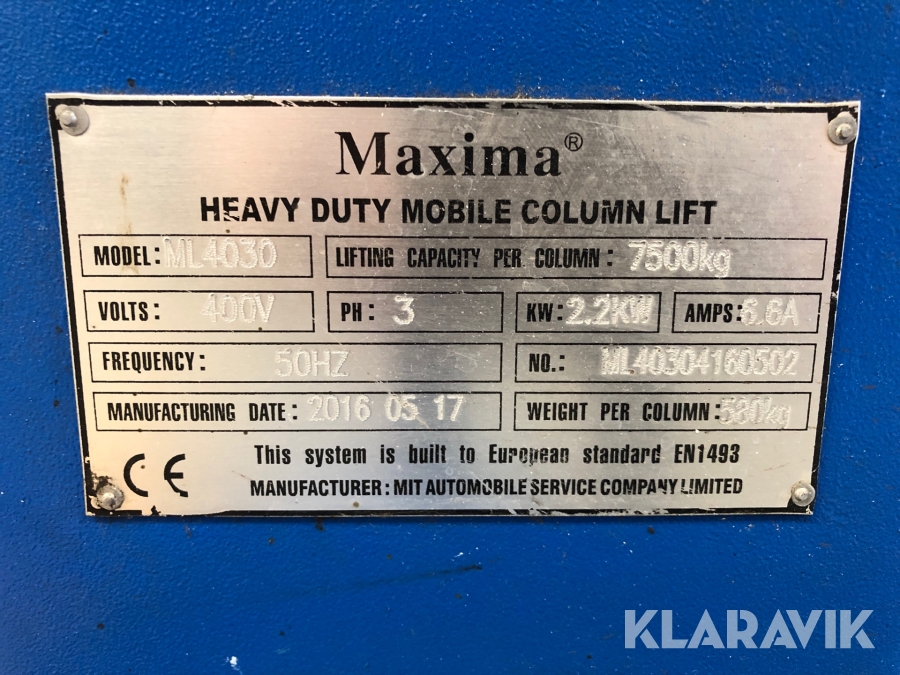 Maxima®
HEAVY DUTY MOBILE COLUMN LIFT
MODEL: ML4030 LIFTING CAPACITY PER COLUMN: 7500kg
VOLTS: 400V PH: 3 KW: 2.2KW AMPS: 6.6A
FREQUENCY: 50HZ NO.: ML40304160502
MANUFACTURING DATE: 2016 05 17 WEIGHT PER COLUMN: 580kg
CE This system is built to European standard EN1493
MANUFACTURER: MIT AUTOMOBILE SERVICE COMPANY LIMITED
KLARAVIK